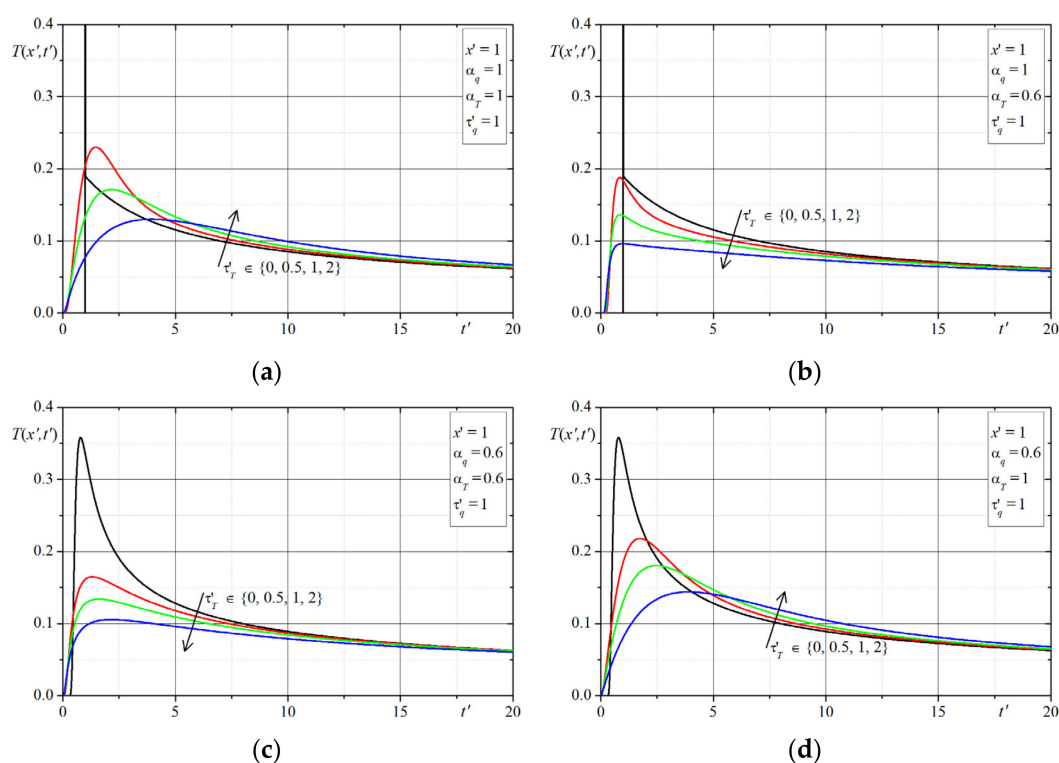 0.4
T(x',t')
0.3
0.2
0.1
0.0
0 5 10 15 20
t'
x' = 1
α_q = 1
α_T = 1
τ'_q = 1
τ'_T ∈ {0, 0.5, 1, 2}
(a)
0.4
T(x',t')
0.3
0.2
0.1
0.0
0 5 10 15 20
t'
x' = 1
α_q = 1
α_T = 0.6
τ'_q = 1
τ'_T ∈ {0, 0.5, 1, 2}
(b)
0.4
T(x',t')
0.3
0.2
0.1
0.0
0 5 10 15 20
t'
x' = 1
α_q = 0.6
α_T = 0.6
τ'_q = 1
τ'_T ∈ {0, 0.5, 1, 2}
(c)
0.4
T(x',t')
0.3
0.2
0.1
0.0
0 5 10 15 20
t'
x' = 1
α_q = 0.6
α_T = 1
τ'_q = 1
τ'_T ∈ {0, 0.5, 1, 2}
(d)